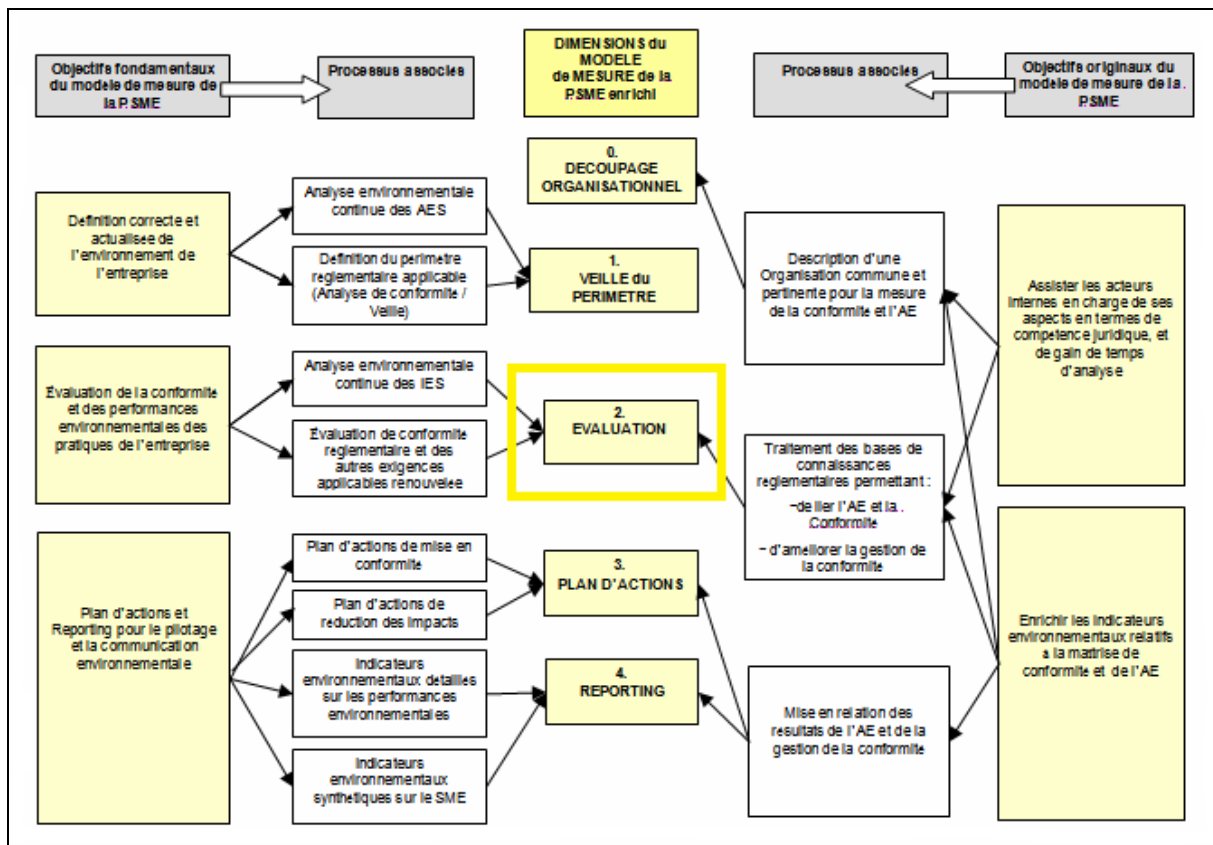 Objectifs fondamentaux
du modele de mesure de
la P.SME
Processus associes
DIMENSIONS du
MODELE
de MESURE de la
PSME enrichi
Processus associes
Objectifs originaux du
modele de mesure de la.
PSME
0.
DECOUPAGE
ORGANISATIONNEL
Definition correcte et
actualisee de
l'environnement de
l'entreprise
Analyse environnementale
continue des AES
Definition du perimetre
reglementaire applicable
(Analyse de conformite /
Veille)
1.
VEILLE du
PERIMETRE
Description d'une
Organisation commune et
pertinente pour la mesure
de la conformite et l'AE
Assister les acteurs
internes en charge de ses
aspects en termes de
competence juridique, et
de gain de temps
d'analyse
Évaluation de la conformite
et des performances
environnementales des
pratiques de l'entreprise
Analyse environnementale
continue des IES
Évaluation de conformite
reglementaire et des
autres exigences
applicables renouvelee
2.
EVALUATION
Traitement des bases de
connaissances
reglementaires permettant :
–de lier l'AE et la.
Conformite
– d'ameliorer la gestion de
la conformite
Plan d'actions et
Reporting pour le pilotage
et la communication
environnementale
Plan d'actions de mise en
conformite
Plan d'actions de
reduction des impacts
Indicateurs
environnementaux detailles
sur les performances
environnementales
Indicateurs
environnementaux
synthetiques sur le SME
3.
PLAN D'ACTIONS
4.
REPORTING
Mise en relation des
resultats de l'AE et de la
gestion de la conformite
Enrichir les indicateurs
environnementaux relatifs
a la maitrise de
conformite et de l'AE